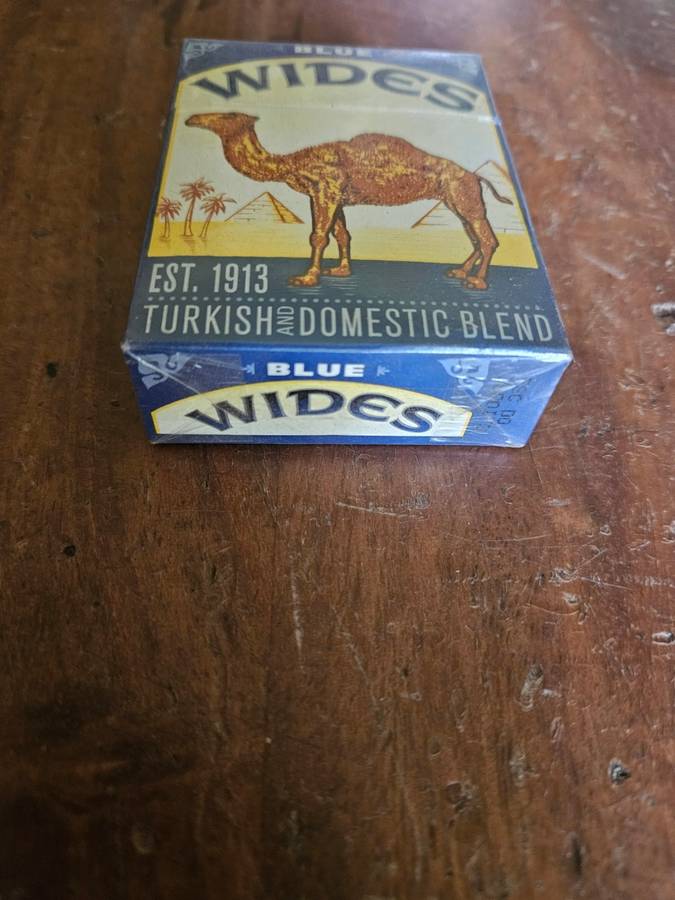 BLUE
WIDES
EST. 1913
TURKISH AND DOMESTIC BLEND
BLUE
WIDES